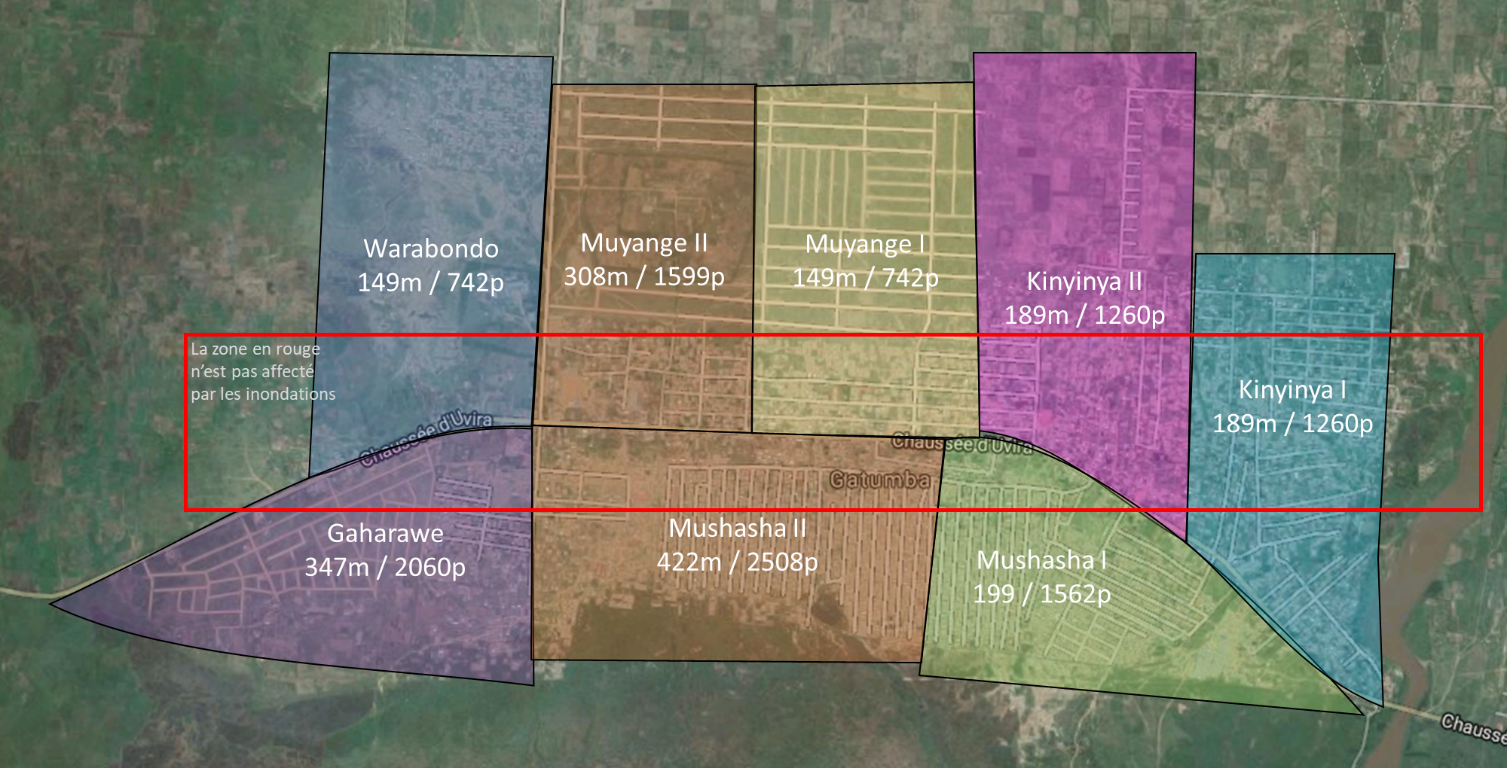 Warabondo
149m / 742p
Muyange II
308m / 1599p
Muyange I
149m / 742p
Kinyinya II
189m / 1260p
La zone en rouge
n'est pas affecté
par les inondations
Kinyinya I
189m / 1260p
Chaussée d'Uvira
Chaussée d'Uvira
Gatumba
Gaharawe
347m / 2060p
Mushasha II
422m / 2508p
Mushasha I
199 / 1562p